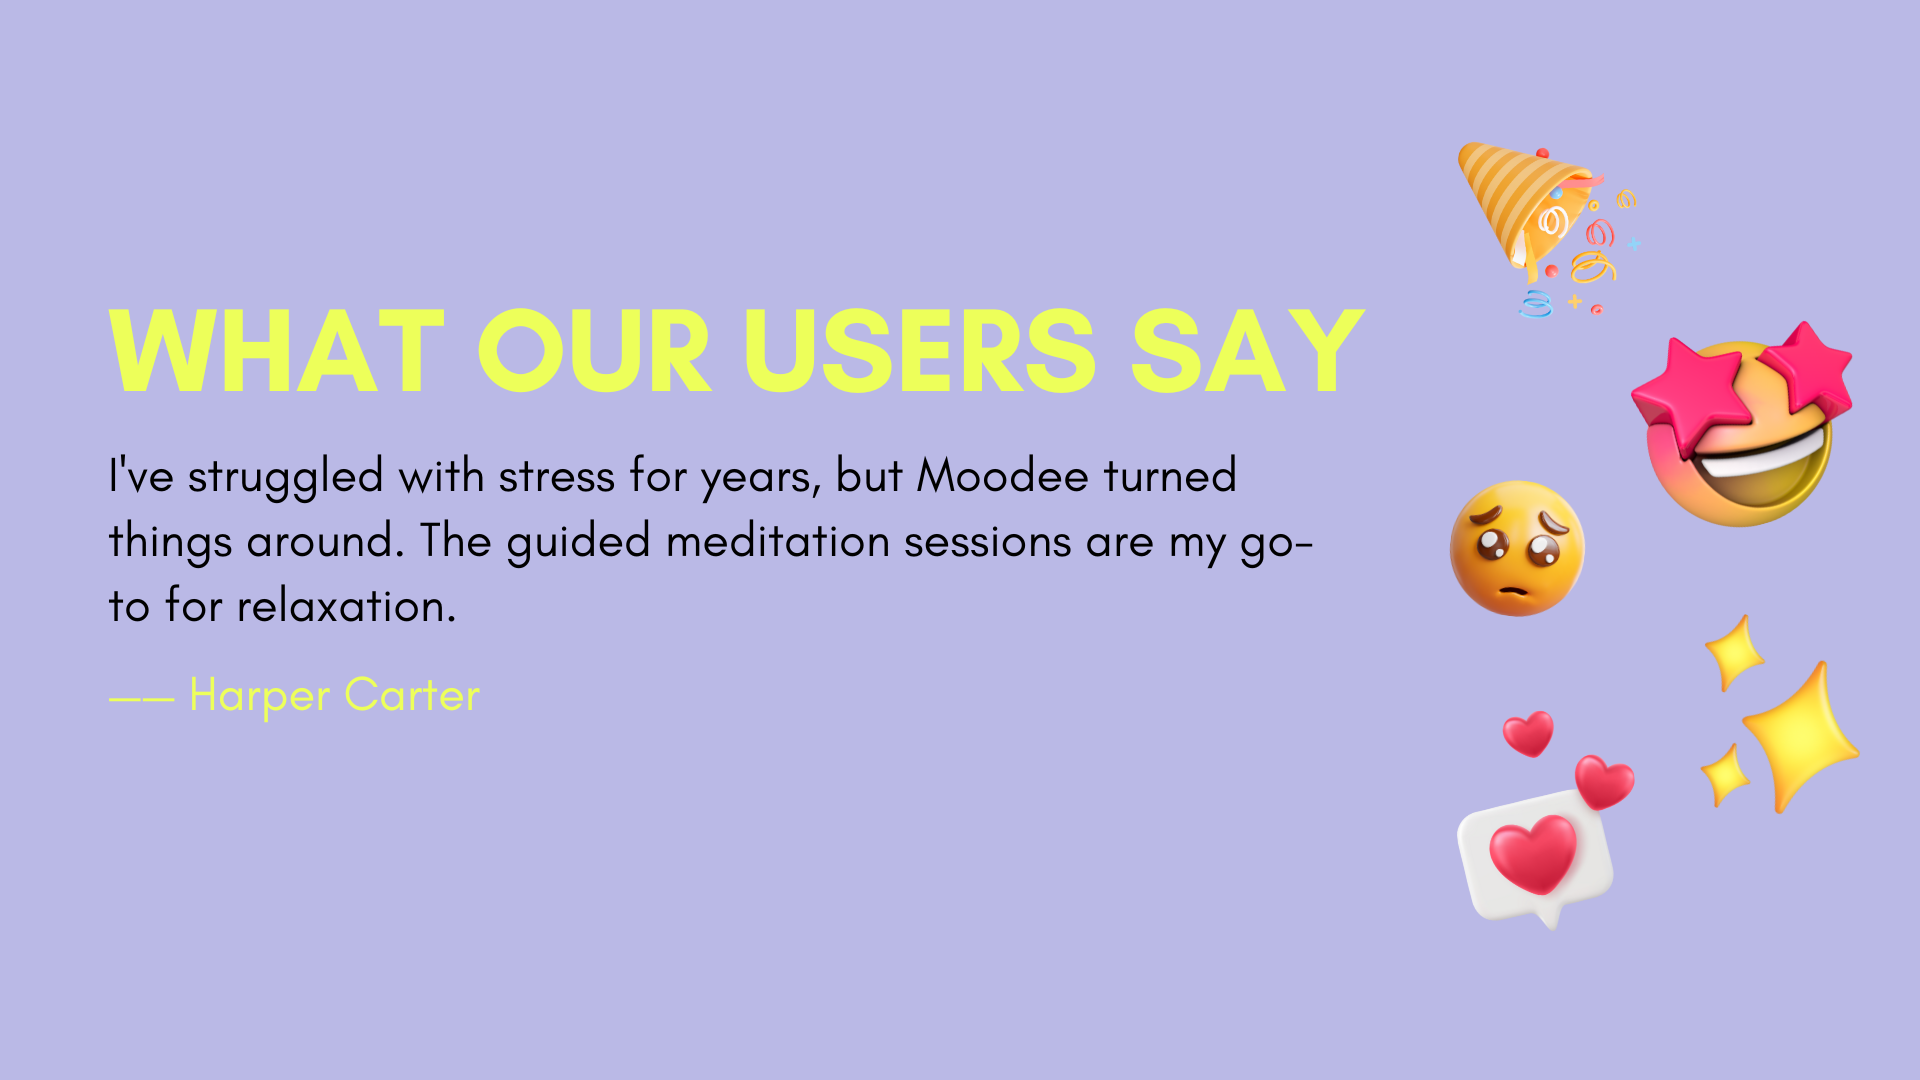 WHAT OUR USERS SAY
I've struggled with stress for years, but Moodee turned
things around. The guided meditation sessions are my go-
to for relaxation.
—— Harper Carter